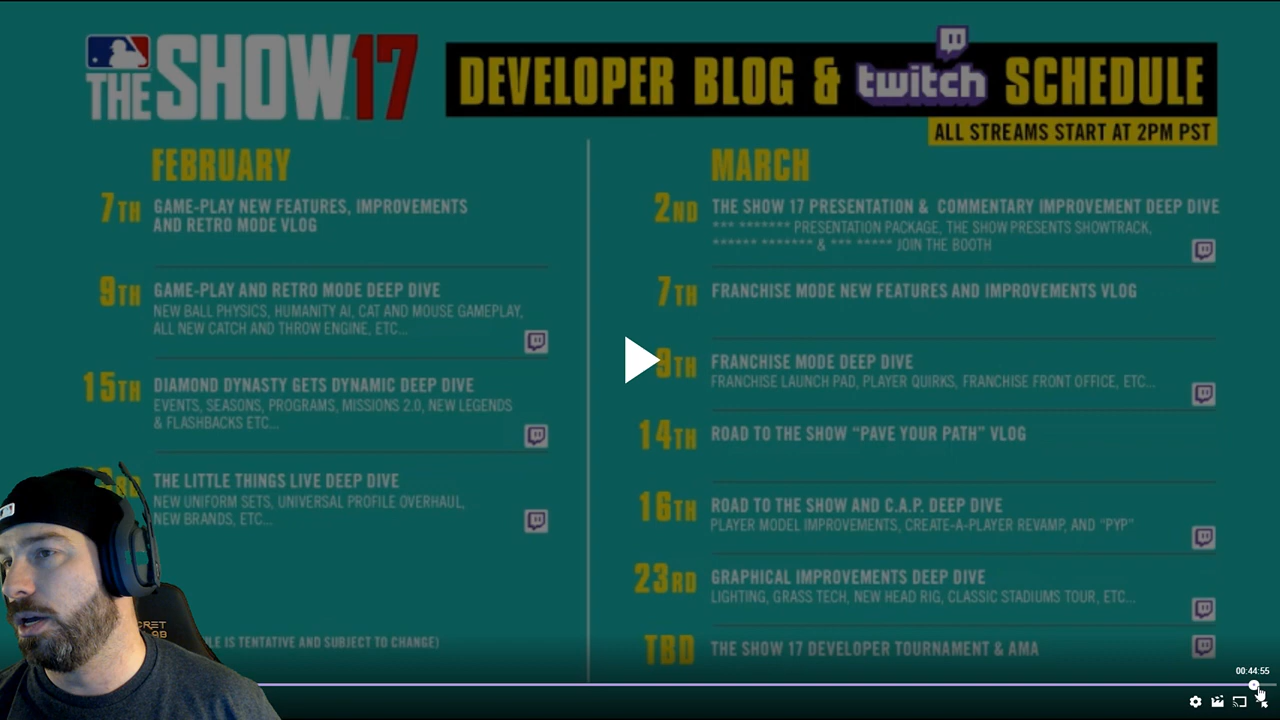 THE SHOW 17
DEVELOPER BLOG & twitch SCHEDULE
ALL STREAMS START AT 2PM PST
FEBRUARY
7TH GAME-PLAY NEW FEATURES, IMPROVEMENTS
AND RETRO MODE VLOG
9TH GAME-PLAY AND RETRO MODE DEEP DIVE
NEW BALL PHYSICS, HUMANITY AI, CAT AND MOUSE GAMEPLAY,
ALL NEW CATCH AND THROW ENGINE, ETC...
15TH DIAMOND DYNASTY GETS DYNAMIC DEEP DIVE
EVENTS, SEASONS, PROGRAMS, MISSIONS 2.0, NEW LEGENDS
& FLASHBACKS ETC...
THE LITTLE THINGS LIVE DEEP DIVE
NEW UNIFORM SETS, UNIVERSAL PROFILE OVERHAUL,
NEW BRANDS, ETC...
IS TENTATIVE AND SUBJECT TO CHANGE)
MARCH
2ND THE SHOW 17 PRESENTATION & COMMENTARY IMPROVEMENT DEEP DIVE
*** ******* PRESENTATION PACKAGE, THE SHOW PRESENTS SHOWTRACK,
****** ******* & *** ***** JOIN THE BOOTH
7TH FRANCHISE MODE NEW FEATURES AND IMPROVEMENTS VLOG
9TH FRANCHISE MODE DEEP DIVE
FRANCHISE LAUNCH PAD, PLAYER QUIRKS, FRANCHISE FRONT OFFICE, ETC...
14TH ROAD TO THE SHOW "PAVE YOUR PATH" VLOG
16TH ROAD TO THE SHOW AND C.A.P. DEEP DIVE
PLAYER MODEL IMPROVEMENTS, CREATE-A-PLAYER REVAMP, AND "PYP"
23RD GRAPHICAL IMPROVEMENTS DEEP DIVE
LIGHTING, GRASS TECH, NEW HEAD RIG, CLASSIC STADIUMS TOUR, ETC...
TBD THE SHOW 17 DEVELOPER TOURNAMENT & AMA
00:44:55